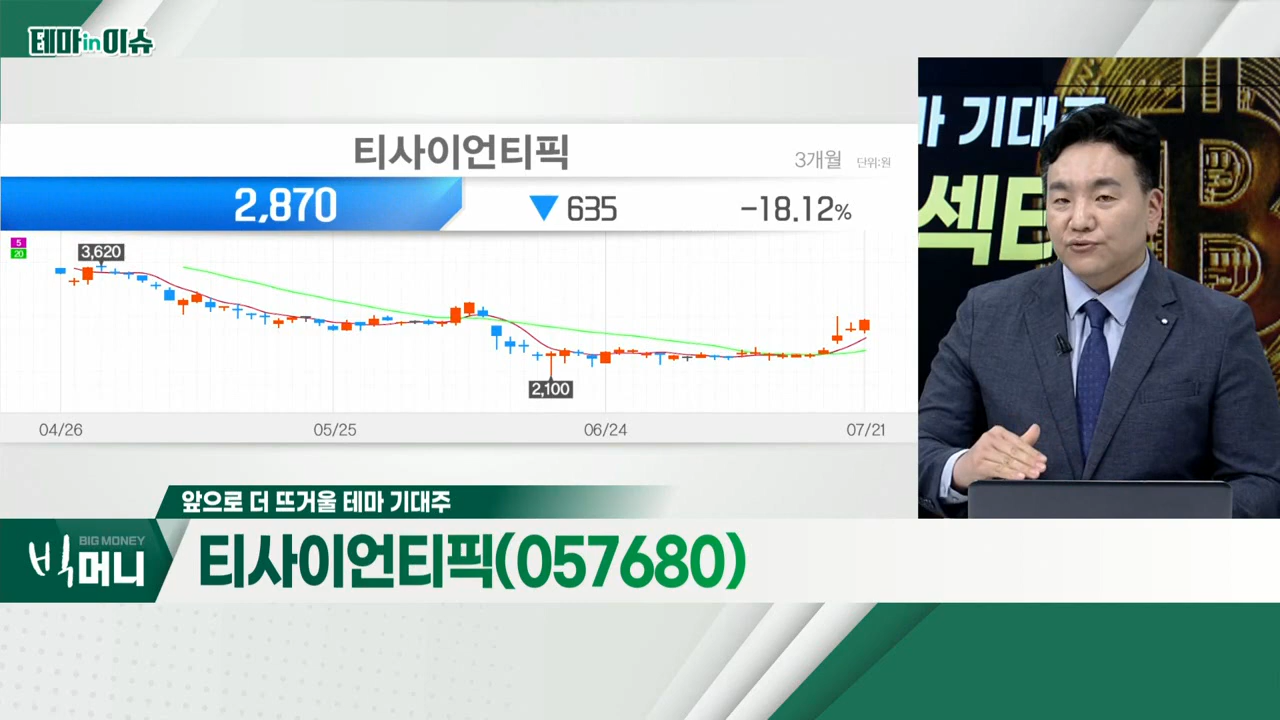 테마in이슈
티사이언티픽
3개월 단위:원
2,870 ▼ 635 -18.12%
5
20
3,620
2,100
04/26 05/25 06/24 07/21
기대주
섹터
앞으로 더 뜨거울 테마 기대주
BIG MONEY
빅머니
티사이언티픽(057680)